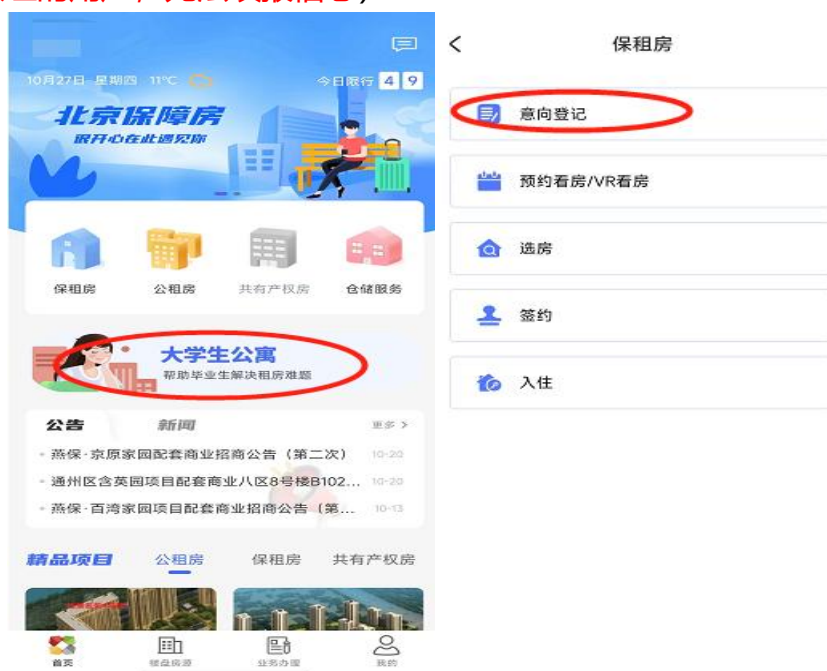 10月27日 星期四 11℃
今日限行 4 9
北京保障房
很开心在此遇见你
保租房 公租房 共有产权房 仓储服务
大学生公寓
帮助毕业生解决租房难题
公告 新闻 更多 >
燕保·京原家园配套商业招商公告（第二次） 10-20
通州区含英园项目配套商业八区8号楼B102... 10-20
燕保·百湾家园项目配套商业招商公告（第... 10-13
精品项目 公租房 保租房 共有产权房
首页 楼盘房源 业务办理 我的
< 保租房
意向登记
预约看房/VR看房
选房
签约
入住